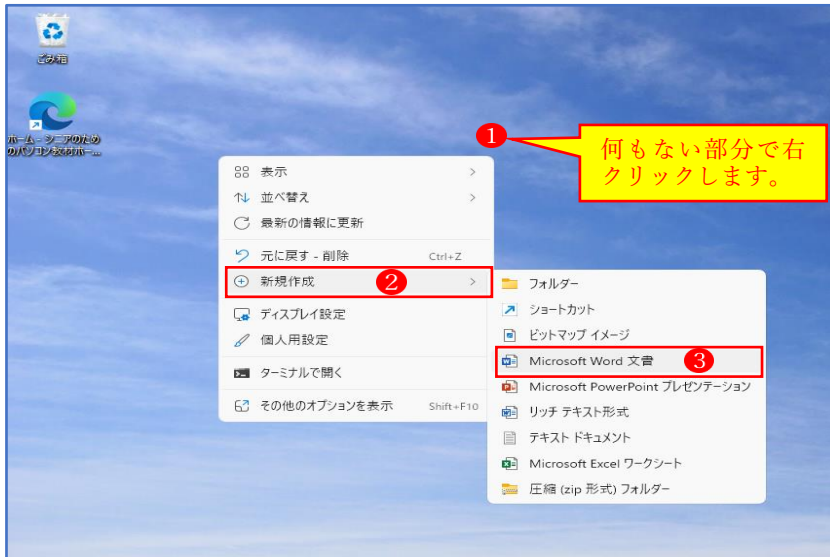 ごみ箱
ホーム - シニアのため
のパソコン教材ホー...
1
何もない部分で右
クリックします。
表示
並べ替え
最新の情報に更新
元に戻す - 削除 Ctrl+Z
新規作成 2
ディスプレイ設定
個人用設定
ターミナルで開く
その他のオプションを表示 Shift+F10
フォルダー
ショートカット
ビットマップ イメージ
Microsoft Word 文書 3
Microsoft PowerPoint プレゼンテーション
リッチ テキスト形式
テキスト ドキュメント
Microsoft Excel ワークシート
圧縮 (zip 形式) フォルダー